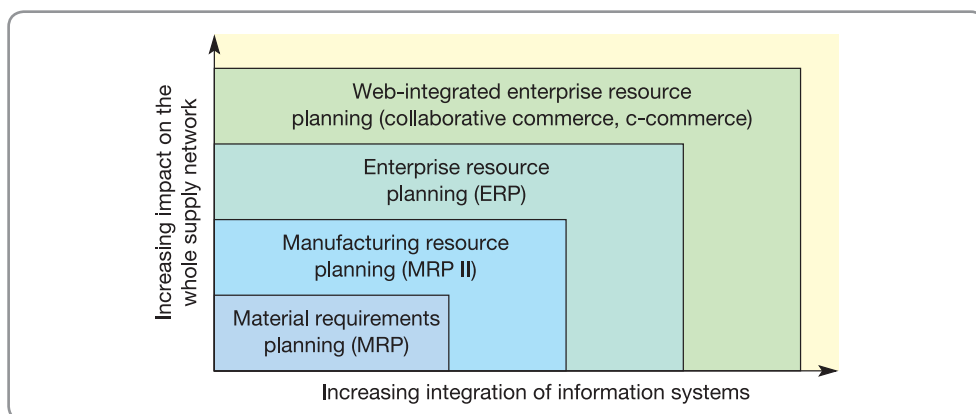 Increasing impact on the
whole supply network
Web-integrated enterprise resource
planning (collaborative commerce, c-commerce)
Enterprise resource
planning (ERP)
Manufacturing resource
planning (MRP II)
Material requirements
planning (MRP)
Increasing integration of information systems